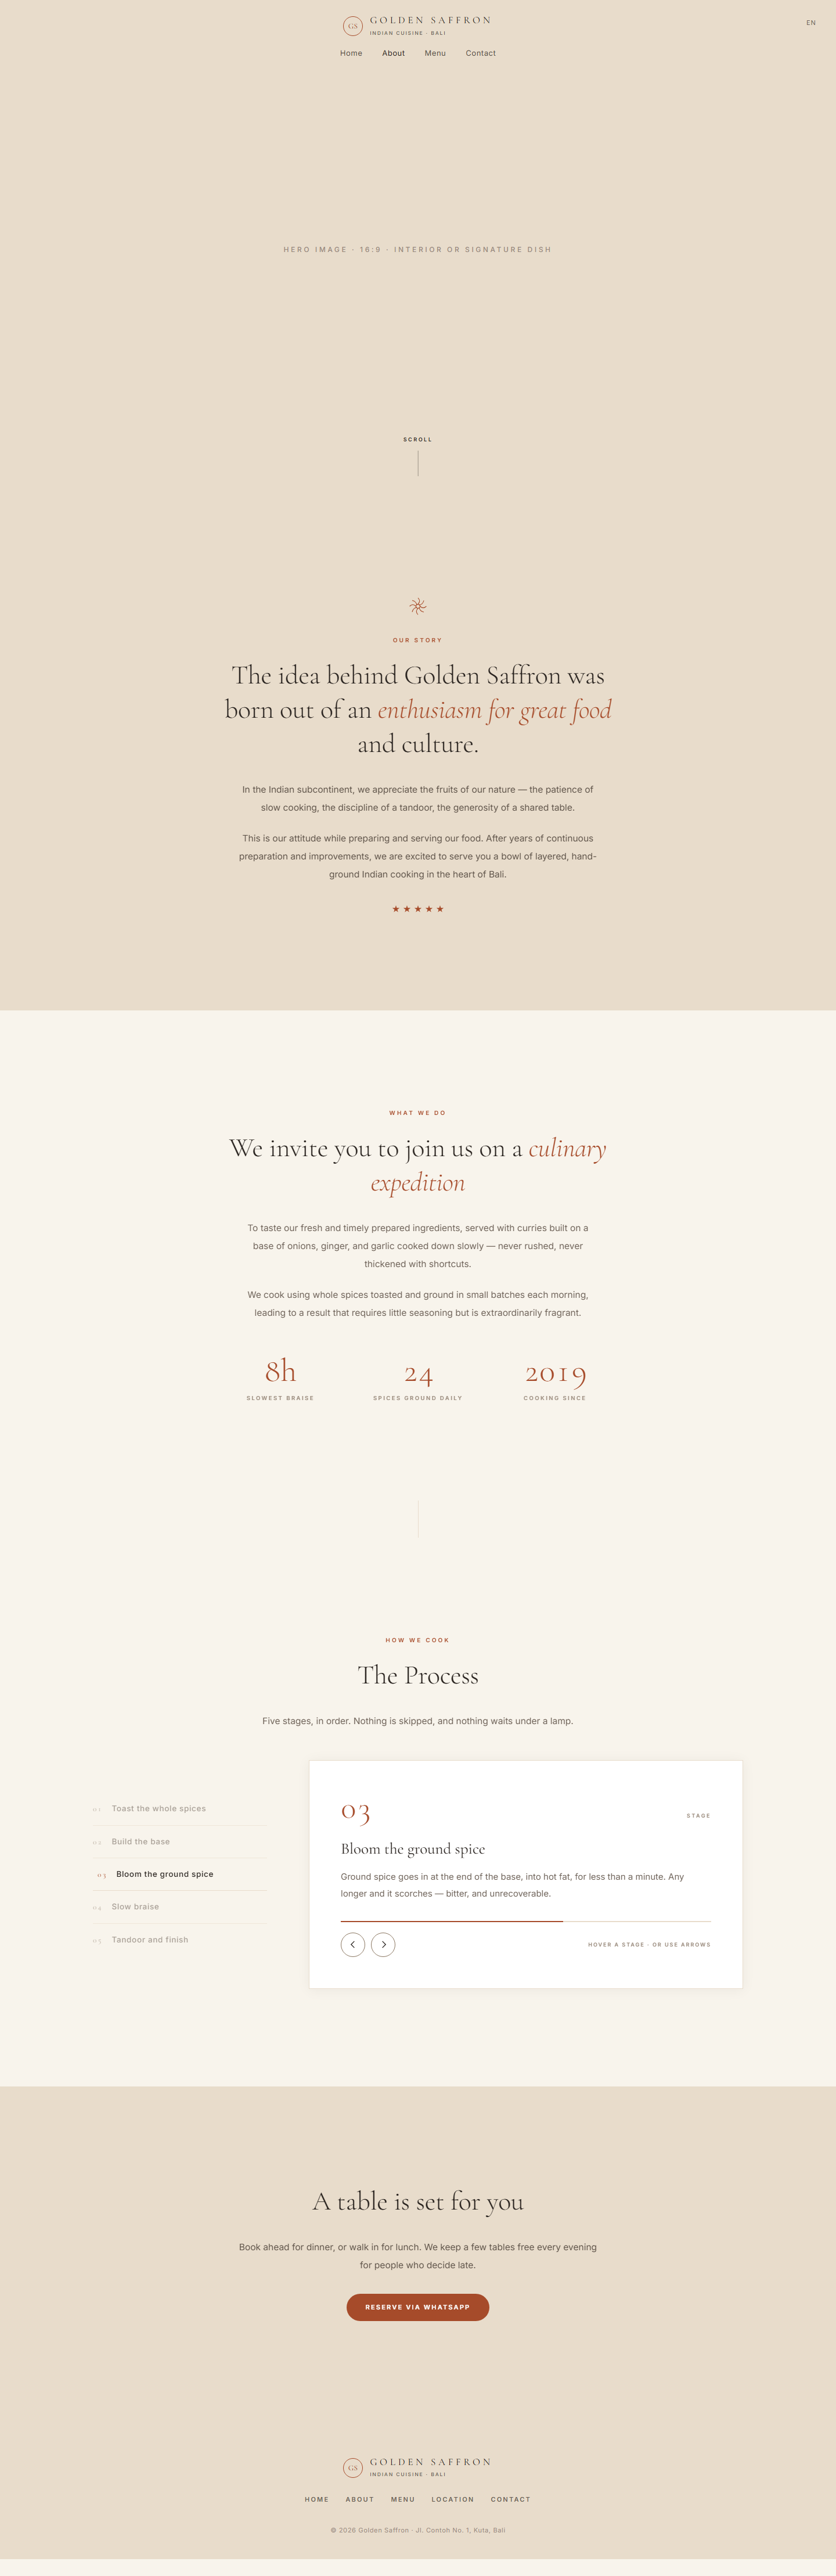 GS
GOLDEN SAFFRON
INDIAN CUISINE · BALI
EN
Home About Menu Contact
HERO IMAGE · 16:9 · INTERIOR OR SIGNATURE DISH
SCROLL
OUR STORY
The idea behind Golden Saffron was
born out of an enthusiasm for great food
and culture.
In the Indian subcontinent, we appreciate the fruits of our nature — the patience of
slow cooking, the discipline of a tandoor, the generosity of a shared table.
This is our attitude while preparing and serving our food. After years of continuous
preparation and improvements, we are excited to serve you a bowl of layered, hand-
ground Indian cooking in the heart of Bali.
★ ★ ★ ★ ★
WHAT WE DO
We invite you to join us on a culinary
expedition
To taste our fresh and timely prepared ingredients, served with curries built on a
base of onions, ginger, and garlic cooked down slowly — never rushed, never
thickened with shortcuts.
We cook using whole spices toasted and ground in small batches each morning,
leading to a result that requires little seasoning but is extraordinarily fragrant.
8h 24 2019
SLOWEST BRAISE SPICES GROUND DAILY COOKING SINCE
HOW WE COOK
The Process
Five stages, in order. Nothing is skipped, and nothing waits under a lamp.
01 Toast the whole spices
02 Build the base
03 Bloom the ground spice
04 Slow braise
05 Tandoor and finish
03
STAGE
Bloom the ground spice
Ground spice goes in at the end of the base, into hot fat, for less than a minute. Any
longer and it scorches — bitter, and unrecoverable.
HOVER A STAGE · OR USE ARROWS
A table is set for you
Book ahead for dinner, or walk in for lunch. We keep a few tables free every evening
for people who decide late.
RESERVE VIA WHATSAPP
GS
GOLDEN SAFFRON
INDIAN CUISINE · BALI
HOME ABOUT MENU LOCATION CONTACT
© 2026 Golden Saffron · Jl. Contoh No. 1, Kuta, Bali